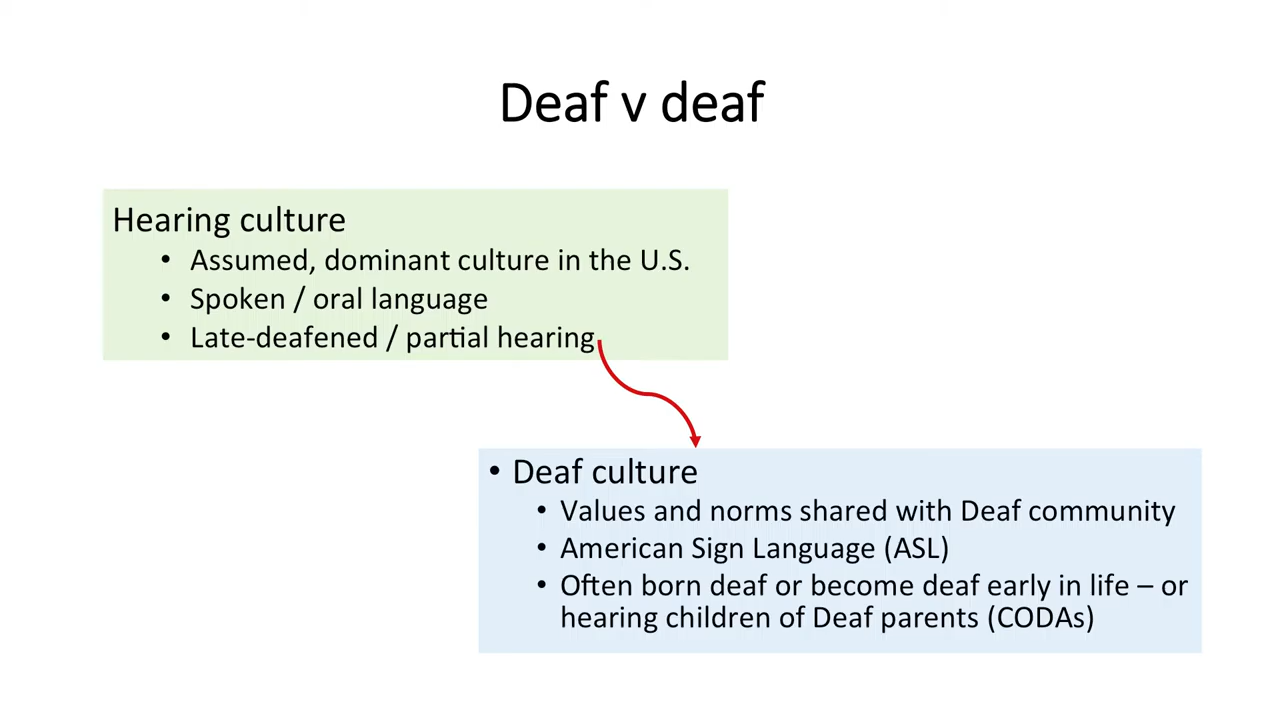 Deaf v deaf
Hearing culture
• Assumed, dominant culture in the U.S.
• Spoken / oral language
• Late-deafened / partial hearing
• Deaf culture
• Values and norms shared with Deaf community
• American Sign Language (ASL)
• Often born deaf or become deaf early in life – or
hearing children of Deaf parents (CODAs)